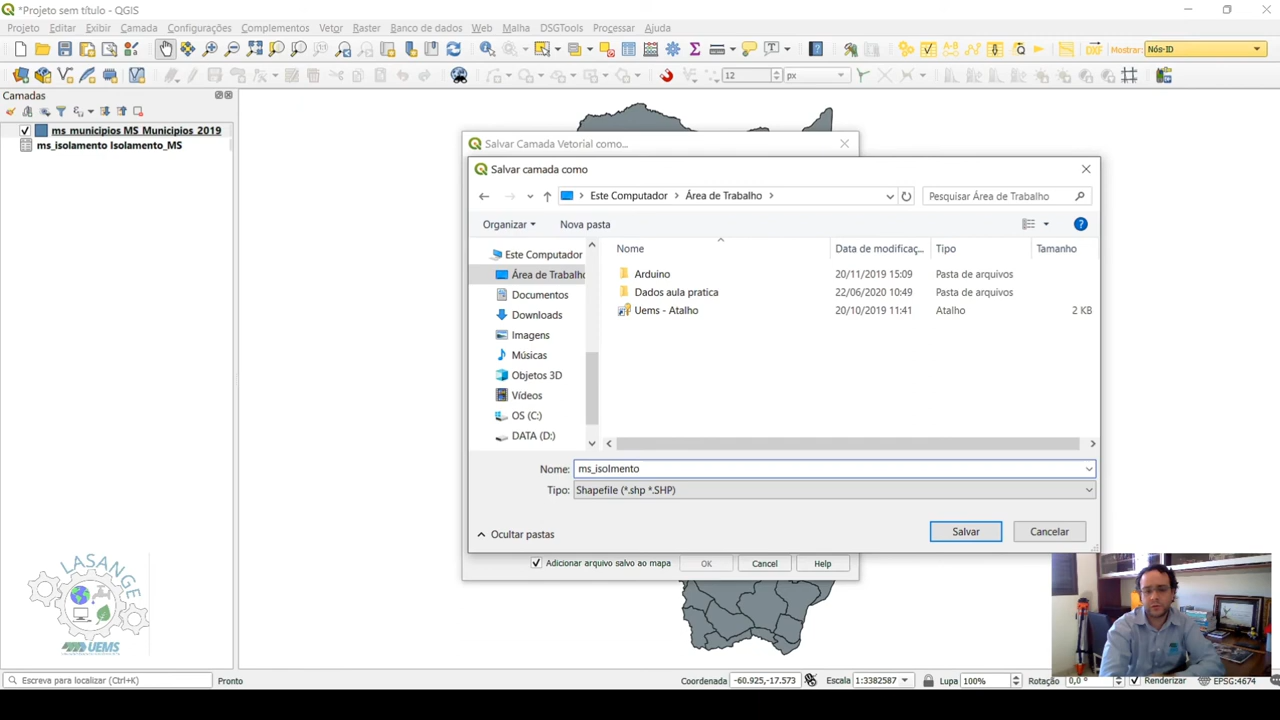 *Projeto sem título - QGIS
Projeto Editar Exibir Camada Configurações Complementos Vetor Raster Banco de dados Web Malha DSGTools Processar Ajuda
Mostrar: Nós-ID
12 px
Camadas
ms_municipios MS_Municipios_2019
ms_isolamento Isolamento_MS
Salvar Camada Vetorial como...
Salvar camada como
Este Computador > Área de Trabalho >
Pesquisar Área de Trabalho
Organizar Nova pasta
Este Computador
Área de Trabalho
Documentos
Downloads
Imagens
Músicas
Objetos 3D
Vídeos
OS (C:)
DATA (D:)
Nome Data de modificaç... Tipo Tamanho
Arduino 20/11/2019 15:09 Pasta de arquivos
Dados aula pratica 22/06/2020 10:49 Pasta de arquivos
Uems - Atalho 20/10/2019 11:41 Atalho 2 KB
Nome: ms_isolmento
Tipo: Shapefile (*.shp *.SHP)
Ocultar pastas
Salvar Cancelar
Adicionar arquivo salvo ao mapa OK Cancel Help
LASANGE
UEMS
Escreva para localizar (Ctrl+K) Pronto Coordenada -60.925,-17.573 Escala 1:3382587 Lupa 100% Rotação 0,0 ° Renderizar EPSG:4674